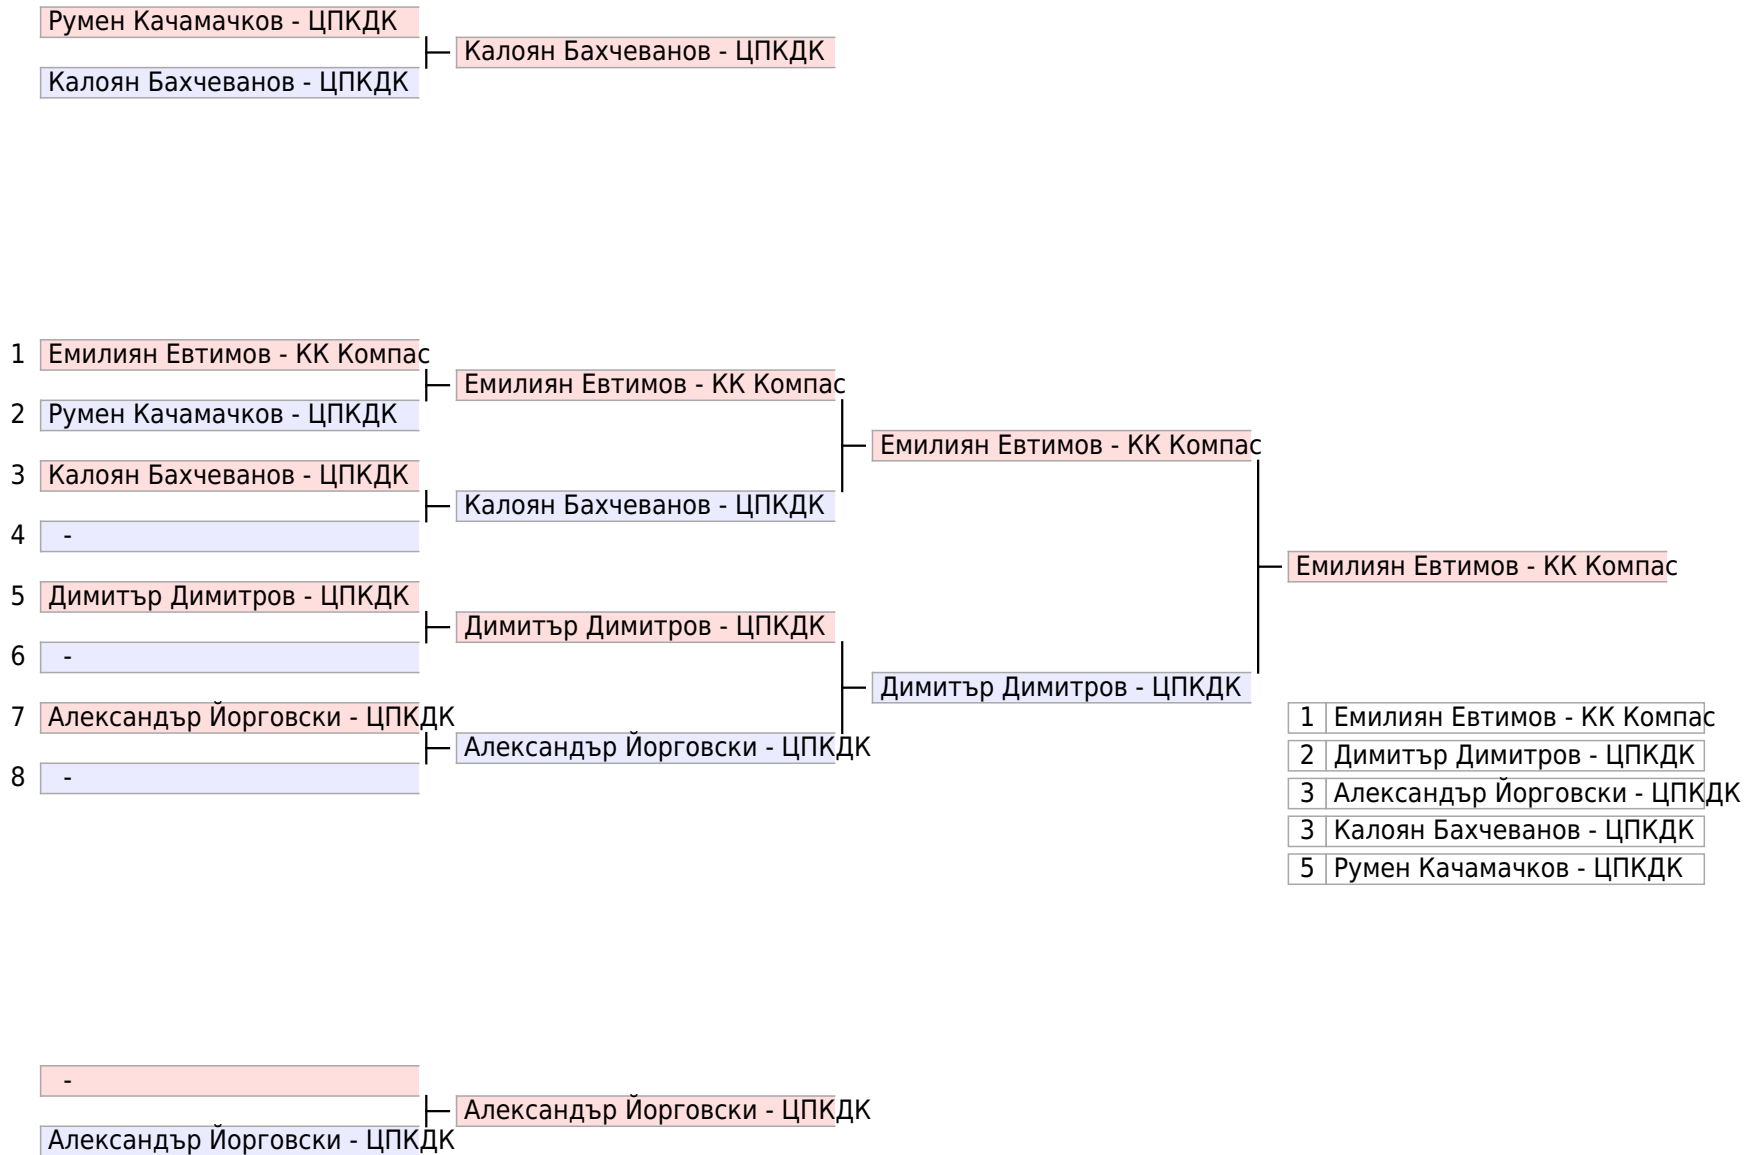 Румен Качамачков - ЦПКДК
Калоян Бахчеванов - ЦПКДК
Калоян Бахчеванов - ЦПКДК
1 Емилиян Евтимов - КК Компас
Емилиян Евтимов - КК Компас
2 Румен Качамачков - ЦПКДК
Емилиян Евтимов - КК Компас
3 Калоян Бахчеванов - ЦПКДК
Калоян Бахчеванов - ЦПКДК
4 -
Емилиян Евтимов - КК Компас
5 Димитър Димитров - ЦПКДК
Димитър Димитров - ЦПКДК
6 -
Димитър Димитров - ЦПКДК
7 Александър Йорговски - ЦПКДК
Александър Йорговски - ЦПКДК
8 -
1 Емилиян Евтимов - КК Компас
2 Димитър Димитров - ЦПКДК
3 Александър Йорговски - ЦПКДК
3 Калоян Бахчеванов - ЦПКДК
5 Румен Качамачков - ЦПКДК
-
Александър Йорговски - ЦПКДК
Александър Йорговски - ЦПКДК